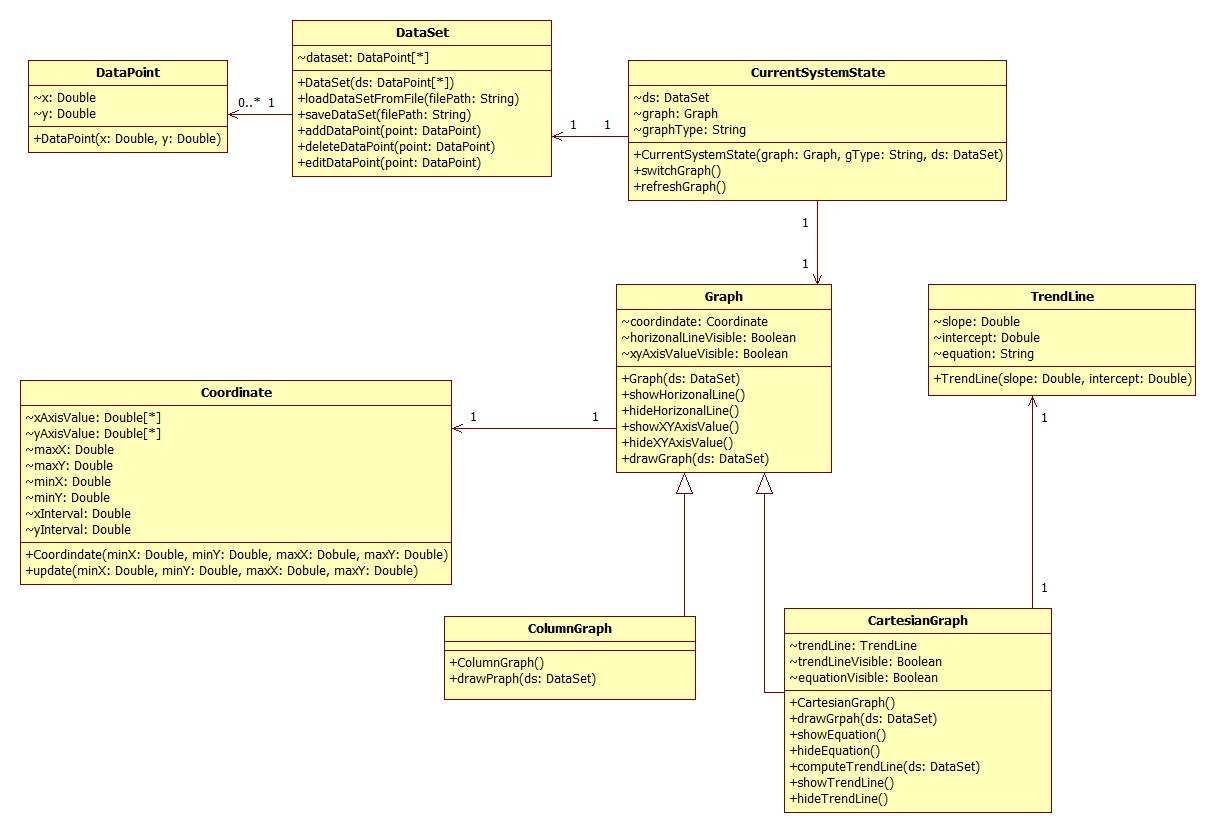 DataSet
~dataset: DataPoint[*]
+DataSet(ds: DataPoint[*])
+loadDataSetFromFile(filePath: String)
+saveDataSet(filePath: String)
+addDataPoint(point: DataPoint)
+deleteDataPoint(point: DataPoint)
+editDataPoint(point: DataPoint)
DataPoint
~x: Double
~y: Double
+DataPoint(x: Double, y: Double)
0..* 1
CurrentSystemState
~ds: DataSet
~graph: Graph
~graphType: String
+CurrentSystemState(graph: Graph, gType: String, ds: DataSet)
+switchGraph()
+refreshGraph()
1 1
1
1
Graph
~coordindate: Coordinate
~horizonalLineVisible: Boolean
~xyAxisValueVisible: Boolean
+Graph(ds: DataSet)
+showHorizonalLine()
+hideHorizonalLine()
+showXYAxisValue()
+hideXYAxisValue()
+drawGraph(ds: DataSet)
TrendLine
~slope: Double
~intercept: Dobule
~equation: String
+TrendLine(slope: Double, intercept: Double)
1
1
Coordinate
~xAxisValue: Double[*]
~yAxisValue: Double[*]
~maxX: Double
~maxY: Double
~minX: Double
~minY: Double
~xInterval: Double
~yInterval: Double
+Coordindate(minX: Double, minY: Double, maxX: Dobule, maxY: Double)
+update(minX: Double, minY: Double, maxX: Dobule, maxY: Double)
1 1
ColumnGraph
+ColumnGraph()
+drawPraph(ds: DataSet)
CartesianGraph
~trendLine: TrendLine
~trendLineVisible: Boolean
~equationVisible: Boolean
+CartesianGraph()
+drawGrpah(ds: DataSet)
+showEquation()
+hideEquation()
+computeTrendLine(ds: DataSet)
+showTrendLine()
+hideTrendLine()